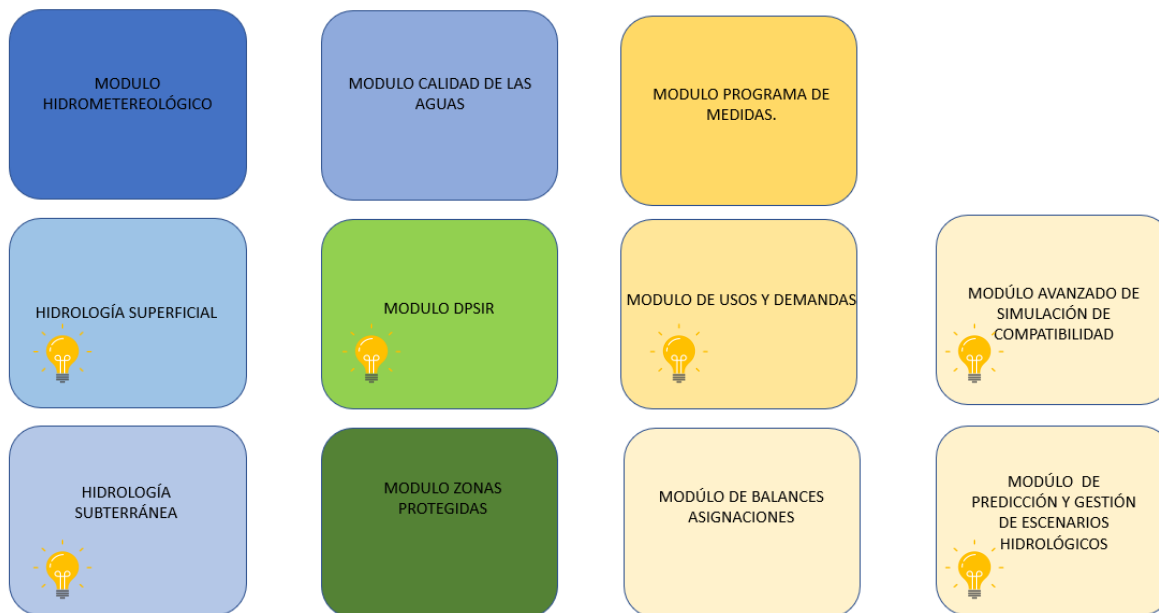 MODULO
HIDROMETEREOLÓGICO
MODULO CALIDAD DE LAS
AGUAS
MODULO PROGRAMA DE
MEDIDAS.
HIDROLOGÍA SUPERFICIAL
MODULO DPSIR
MODULO DE USOS Y DEMANDAS
MODÚLO AVANZADO DE
SIMULACIÓN DE
COMPATIBILIDAD
HIDROLOGÍA
SUBTERRÁNEA
MODULO ZONAS
PROTEGIDAS
MODÚLO DE BALANCES
ASIGNACIONES
MODÚLO DE
PREDICCIÓN Y GESTIÓN
DE ESCENARIOS
HIDROLÓGICOS